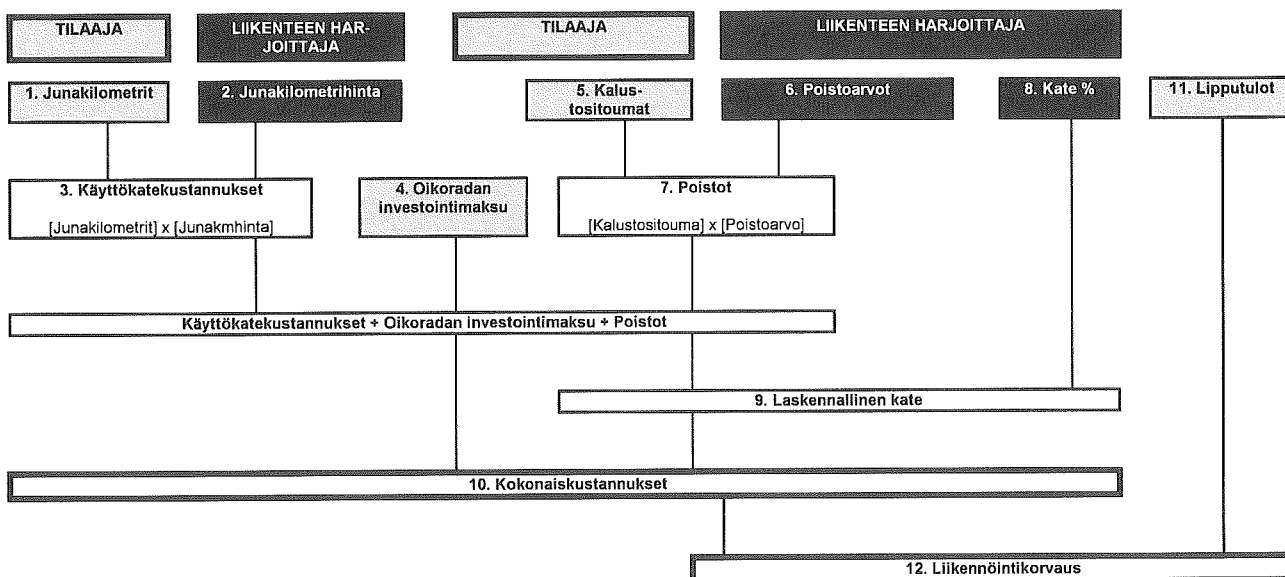 TILAAJA
LIIKENTEEN HAR-
JOITTAJA
TILAAJA
LIIKENTEEN HARJOITTAJA
1. Junakilometrit
2. Junakilometrihinta
5. Kalus-
tositoumat
6. Poistoarvot
8. Kate %
11. Lipputulot
3. Käyttökatekustannukset
[Junakilometrit] x [Junakmhinta]
4. Oikoradan
investointimaksu
7. Poistot
[Kalustositouma] x [Poistoarvo]
Käyttökatekustannukset + Oikoradan investointimaksu + Poistot
9. Laskennallinen kate
10. Kokonaiskustannukset
12. Liikennöintikorvaus